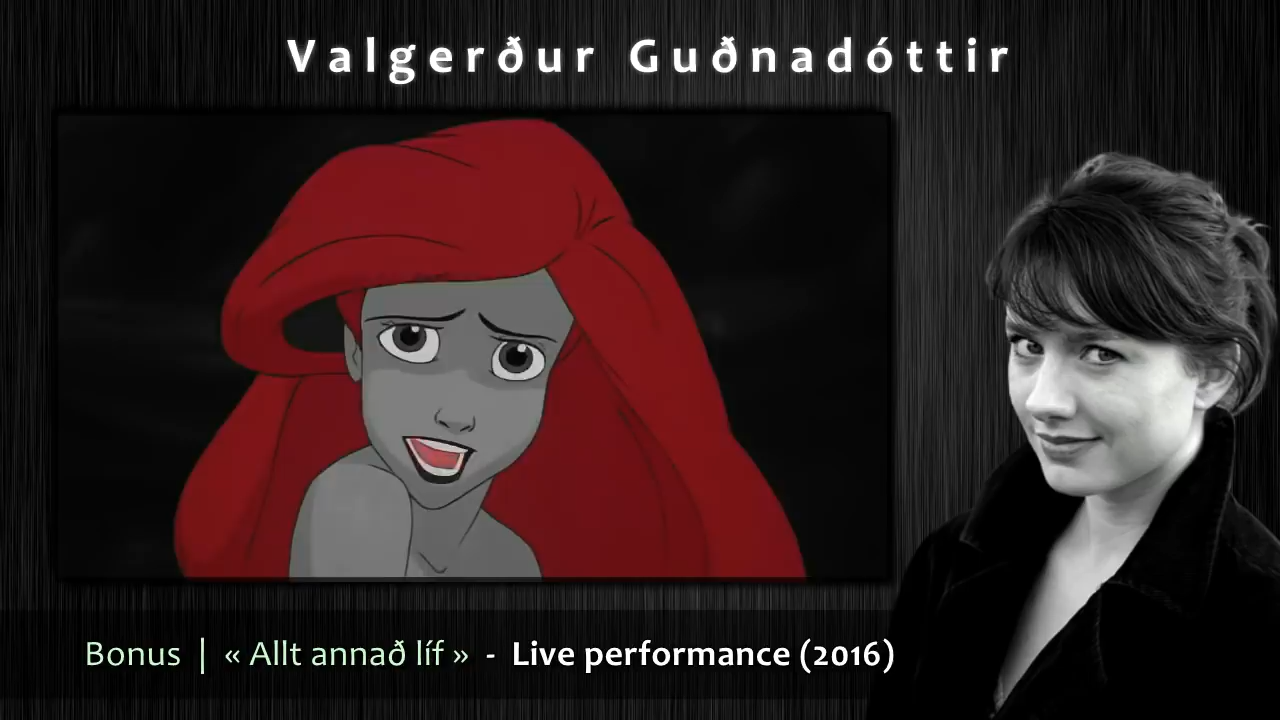 Valgerður Guðnadóttir
Bonus | « Allt annað líf » - Live performance (2016)